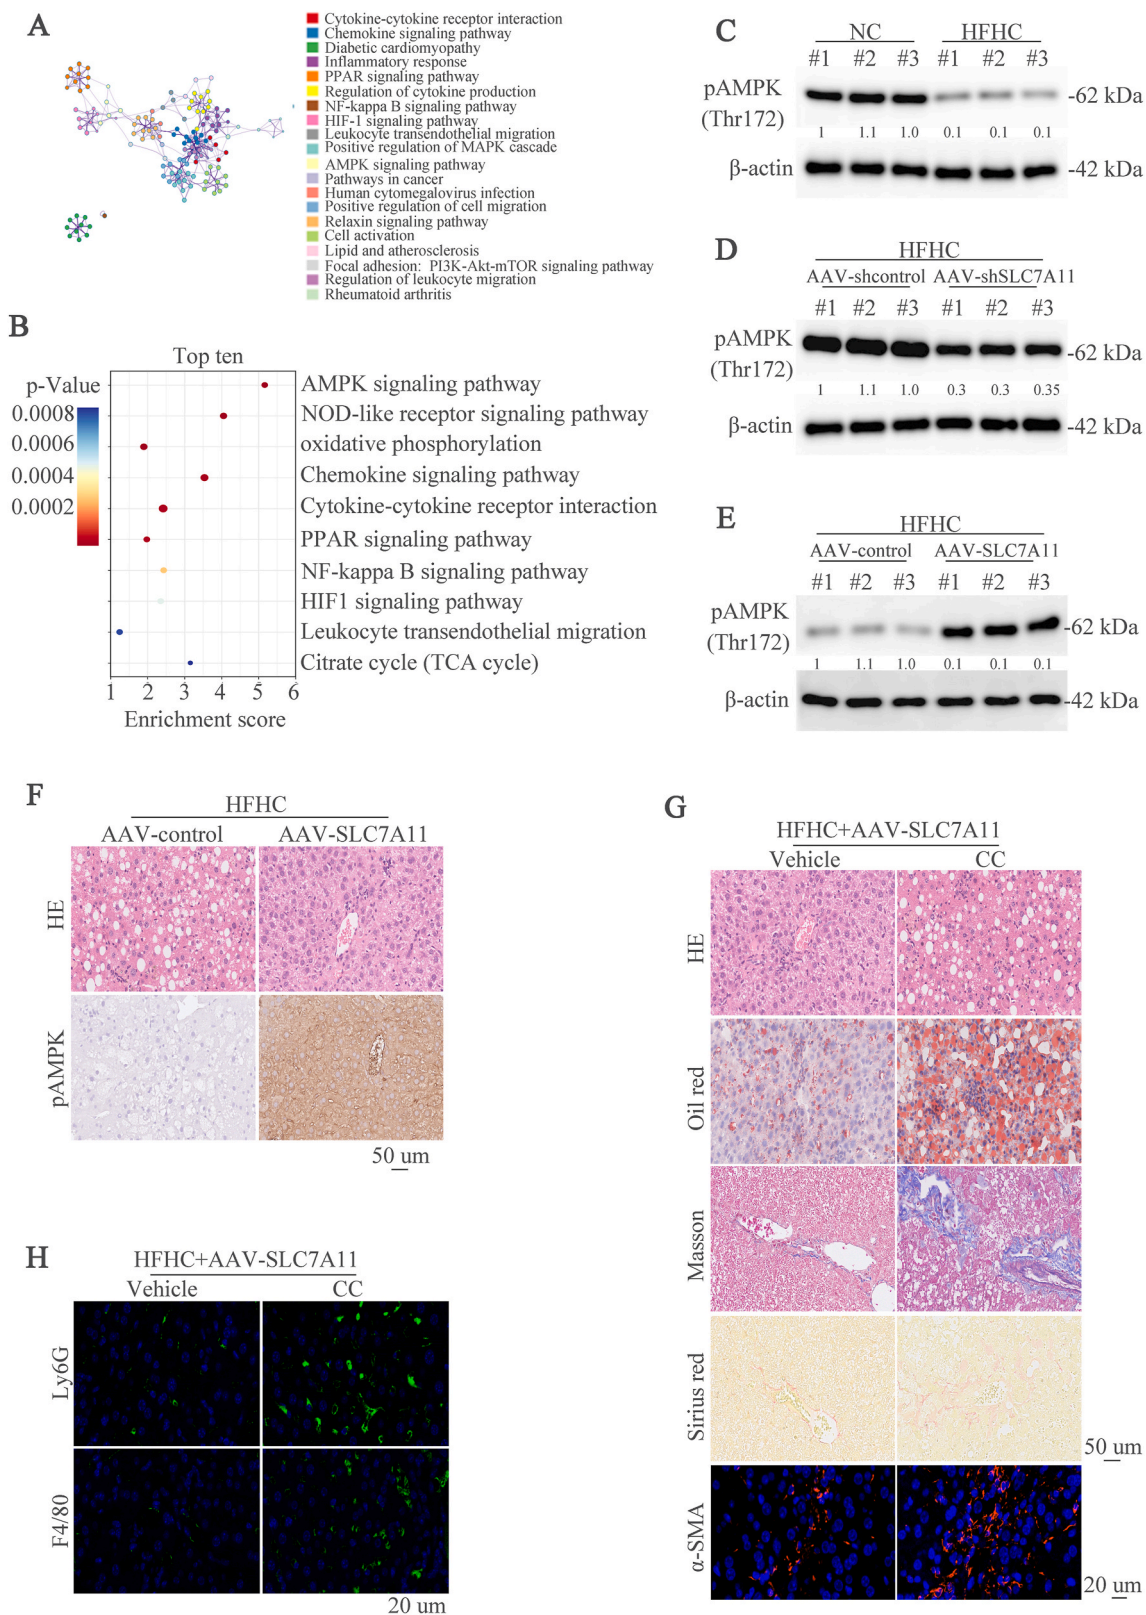 A
Cytokine-cytokine receptor interaction
Chemokine signaling pathway
Diabetic cardiomyopathy
Inflammatory response
PPAR signaling pathway
Regulation of cytokine production
NF-kappa B signaling pathway
HIF-1 signaling pathway
Leukocyte transendothelial migration
Positive regulation of MAPK cascade
AMPK signaling pathway
Pathways in cancer
Human cytomegalovirus infection
Positive regulation of cell migration
Relaxin signaling pathway
Cell activation
Lipid and atherosclerosis
Focal adhesion: PI3K-Akt-mTOR signaling pathway
Regulation of leukocyte migration
Rheumatoid arthritis
B
Top ten
p-Value
0.0008
0.0006
0.0004
0.0002
AMPK signaling pathway
NOD-like receptor signaling pathway
oxidative phosphorylation
Chemokine signaling pathway
Cytokine-cytokine receptor interaction
PPAR signaling pathway
NF-kappa B signaling pathway
HIF1 signaling pathway
Leukocyte transendothelial migration
Citrate cycle (TCA cycle)
1 2 3 4 5 6
Enrichment score
C
NC HFHC
#1 #2 #3 #1 #2 #3
pAMPK
(Thr172)
-62 kDa
1 1.1 1.0 0.1 0.1 0.1
β-actin
-42 kDa
D
HFHC
AAV-shcontrol AAV-shSLC7A11
#1 #2 #3 #1 #2 #3
pAMPK
(Thr172)
-62 kDa
1 1.1 1.0 0.3 0.3 0.35
β-actin
-42 kDa
E
HFHC
AAV-control AAV-SLC7A11
#1 #2 #3 #1 #2 #3
pAMPK
(Thr172)
-62 kDa
1 1.1 1.0 0.1 0.1 0.1
β-actin
-42 kDa
F
HFHC
AAV-control AAV-SLC7A11
HE
pAMPK
50 um
G
HFHC+AAV-SLC7A11
Vehicle CC
HE
Oil red
Masson
Sirius red
50 um
α-SMA
20 um
H
HFHC+AAV-SLC7A11
Vehicle CC
Ly6G
F4/80
20 um